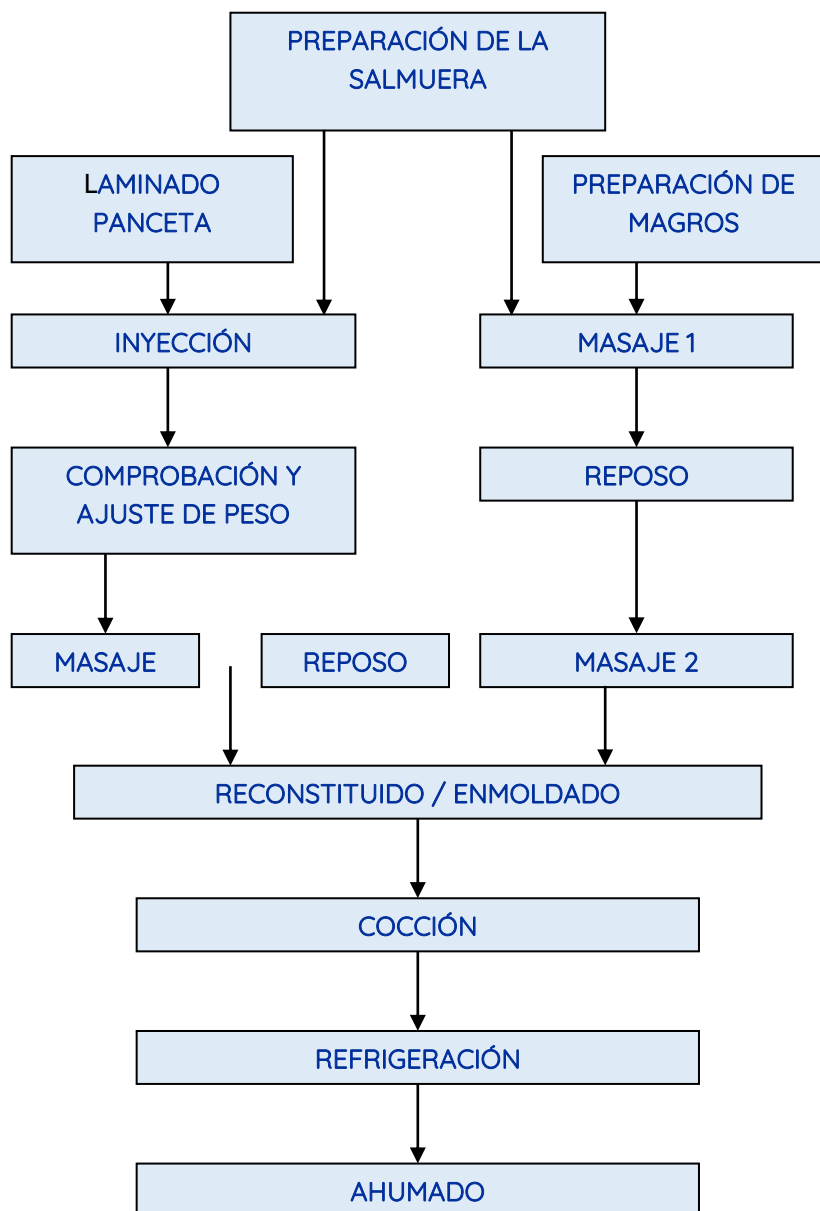 PREPARACIÓN DE LA
SALMUERA
LAMINADO
PANCETA
PREPARACIÓN DE
MAGROS
INYECCIÓN
MASAJE 1
COMPROBACIÓN Y
AJUSTE DE PESO
REPOSO
MASAJE
REPOSO
MASAJE 2
RECONSTITUIDO / ENMOLDADO
COCCIÓN
REFRIGERACIÓN
AHUMADO